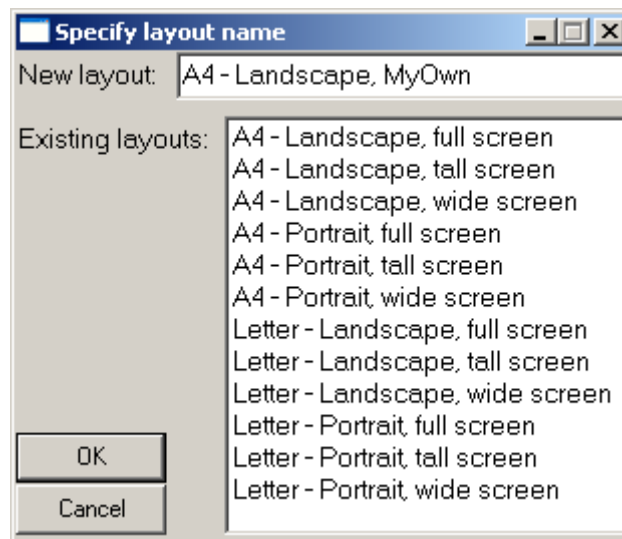 Specify layout name
New layout: A4 - Landscape, MyOwn
Existing layouts:
A4 - Landscape, full screen
A4 - Landscape, tall screen
A4 - Landscape, wide screen
A4 - Portrait, full screen
A4 - Portrait, tall screen
A4 - Portrait, wide screen
Letter - Landscape, full screen
Letter - Landscape, tall screen
Letter - Landscape, wide screen
Letter - Portrait, full screen
Letter - Portrait, tall screen
Letter - Portrait, wide screen
OK
Cancel